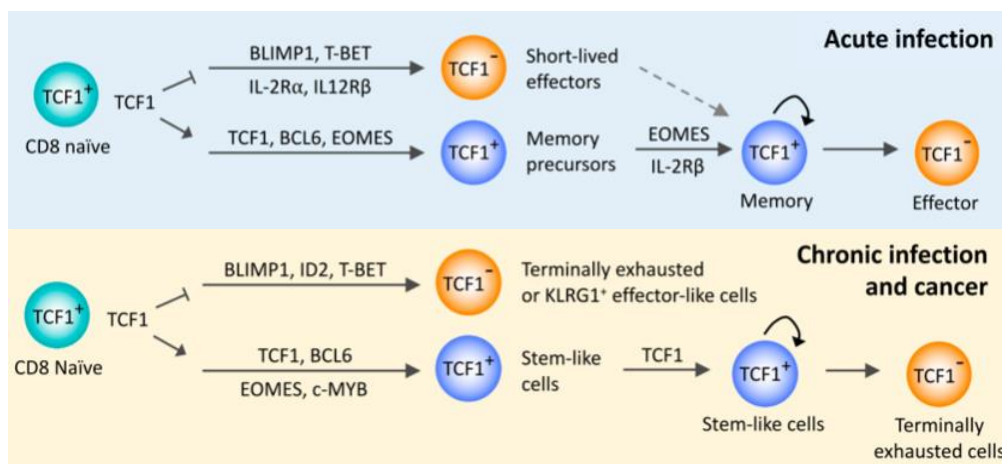 Acute infection
BLIMP1, T-BET
IL-2Rα, IL12Rβ
TCF1⁻
Short-lived
effectors
TCF1⁺
TCF1
CD8 naïve
TCF1, BCL6, EOMES
TCF1⁺
Memory
precursors
EOMES
IL-2Rβ
TCF1⁺
Memory
TCF1⁻
Effector
Chronic infection
and cancer
BLIMP1, ID2, T-BET
TCF1⁻
Terminally exhausted
or KLRG1⁺ effector-like cells
TCF1⁺
TCF1
CD8 Naïve
TCF1, BCL6
EOMES, c-MYB
TCF1⁺
Stem-like
cells
TCF1
TCF1⁺
Stem-like cells
TCF1⁻
Terminally
exhausted cells